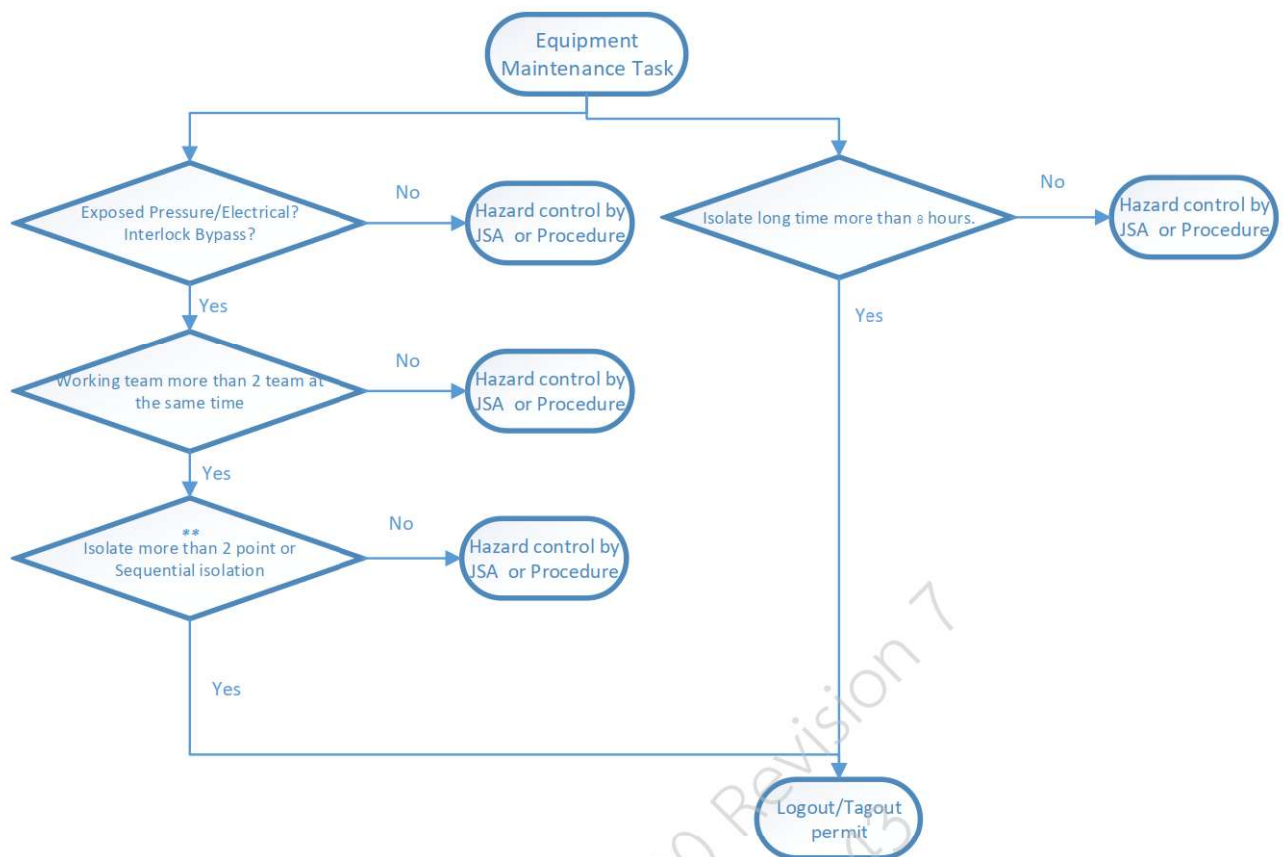 Equipment
Maintenance Task
Exposed Pressure/Electrical?
Interlock Bypass?
No
Hazard control by
JSA or Procedure
Isolate long time more than 8 hours.
No
Hazard control by
JSA or Procedure
Yes
Yes
Working team more than 2 team at
the same time
No
Hazard control by
JSA or Procedure
Yes
**
Isolate more than 2 point or
Sequential isolation
No
Hazard control by
JSA or Procedure
Yes
Logout/Tagout
permit
0 Revision 7
43